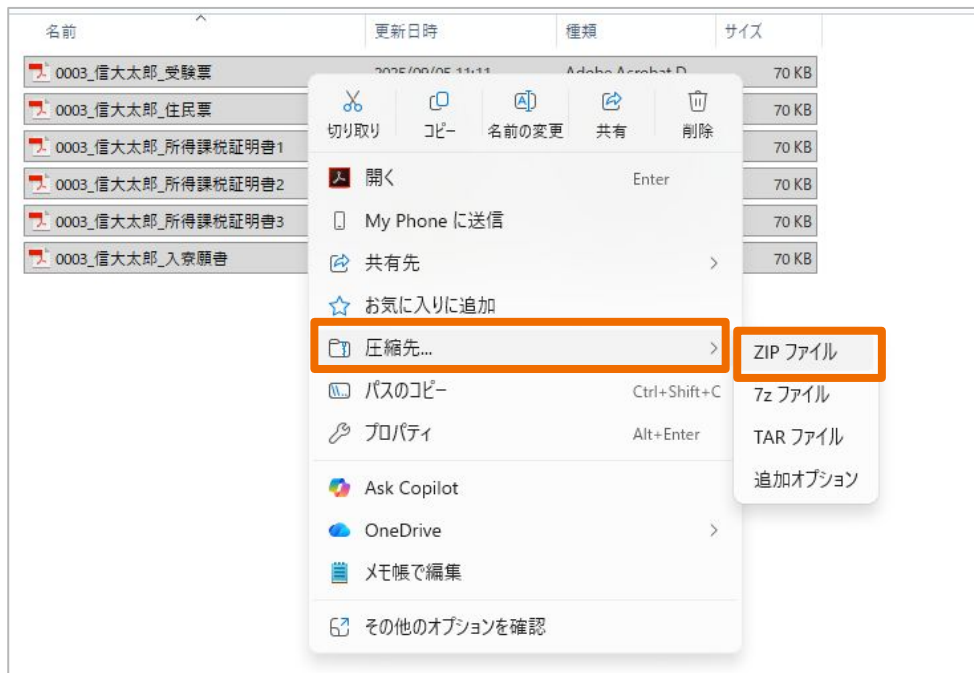 名前 更新日時 種類 サイズ
0003_信大太郎_受験票 2025/09/05 11:11 Adobe Acrobat D 70 KB
0003_信大太郎_住民票 70 KB
0003_信大太郎_所得課税証明書1 70 KB
0003_信大太郎_所得課税証明書2 70 KB
0003_信大太郎_所得課税証明書3 70 KB
0003_信大太郎_入寮願書 70 KB
切り取り コピー 名前の変更 共有 削除
開く Enter
My Phone に送信
共有先
お気に入りに追加
圧縮先...
パスのコピー Ctrl+Shift+C
プロパティ Alt+Enter
Ask Copilot
OneDrive
メモ帳で編集
その他のオプションを確認
ZIP ファイル
7z ファイル
TAR ファイル
追加オプション